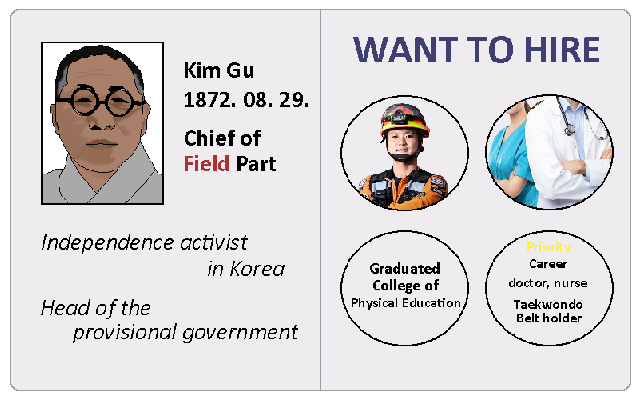 Kim Gu
1872. 08. 29.
Chief of
Field Part
Independence activist
in Korea
Head of the
provisional government
WANT TO HIRE
Graduated
College of
Physical Education
Priority
Career
doctor, nurse
Taekwondo
Belt holder